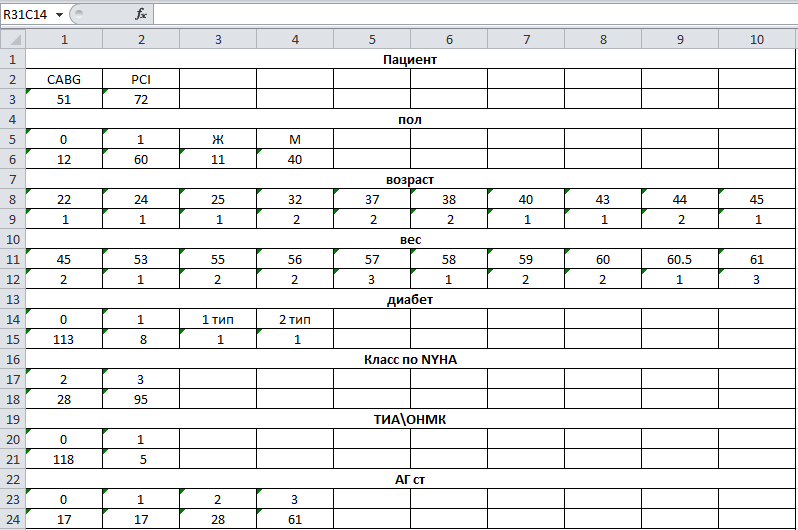 R31C14 fx
1 2 3 4 5 6 7 8 9 10
1 Пациент
2 CABG PCI
3 51 72
4 пол
5 0 1 Ж М
6 12 60 11 40
7 возраст
8 22 24 25 32 37 38 40 43 44 45
9 1 1 1 2 2 2 1 1 2 1
10 вес
11 45 53 55 56 57 58 59 60 60.5 61
12 2 1 2 2 3 1 2 2 1 3
13 диабет
14 0 1 1 тип 2 тип
15 113 8 1 1
16 Класс по NYHA
17 2 3
18 28 95
19 ТИА\ОНМК
20 0 1
21 118 5
22 АГ ст
23 0 1 2 3
24 17 17 28 61